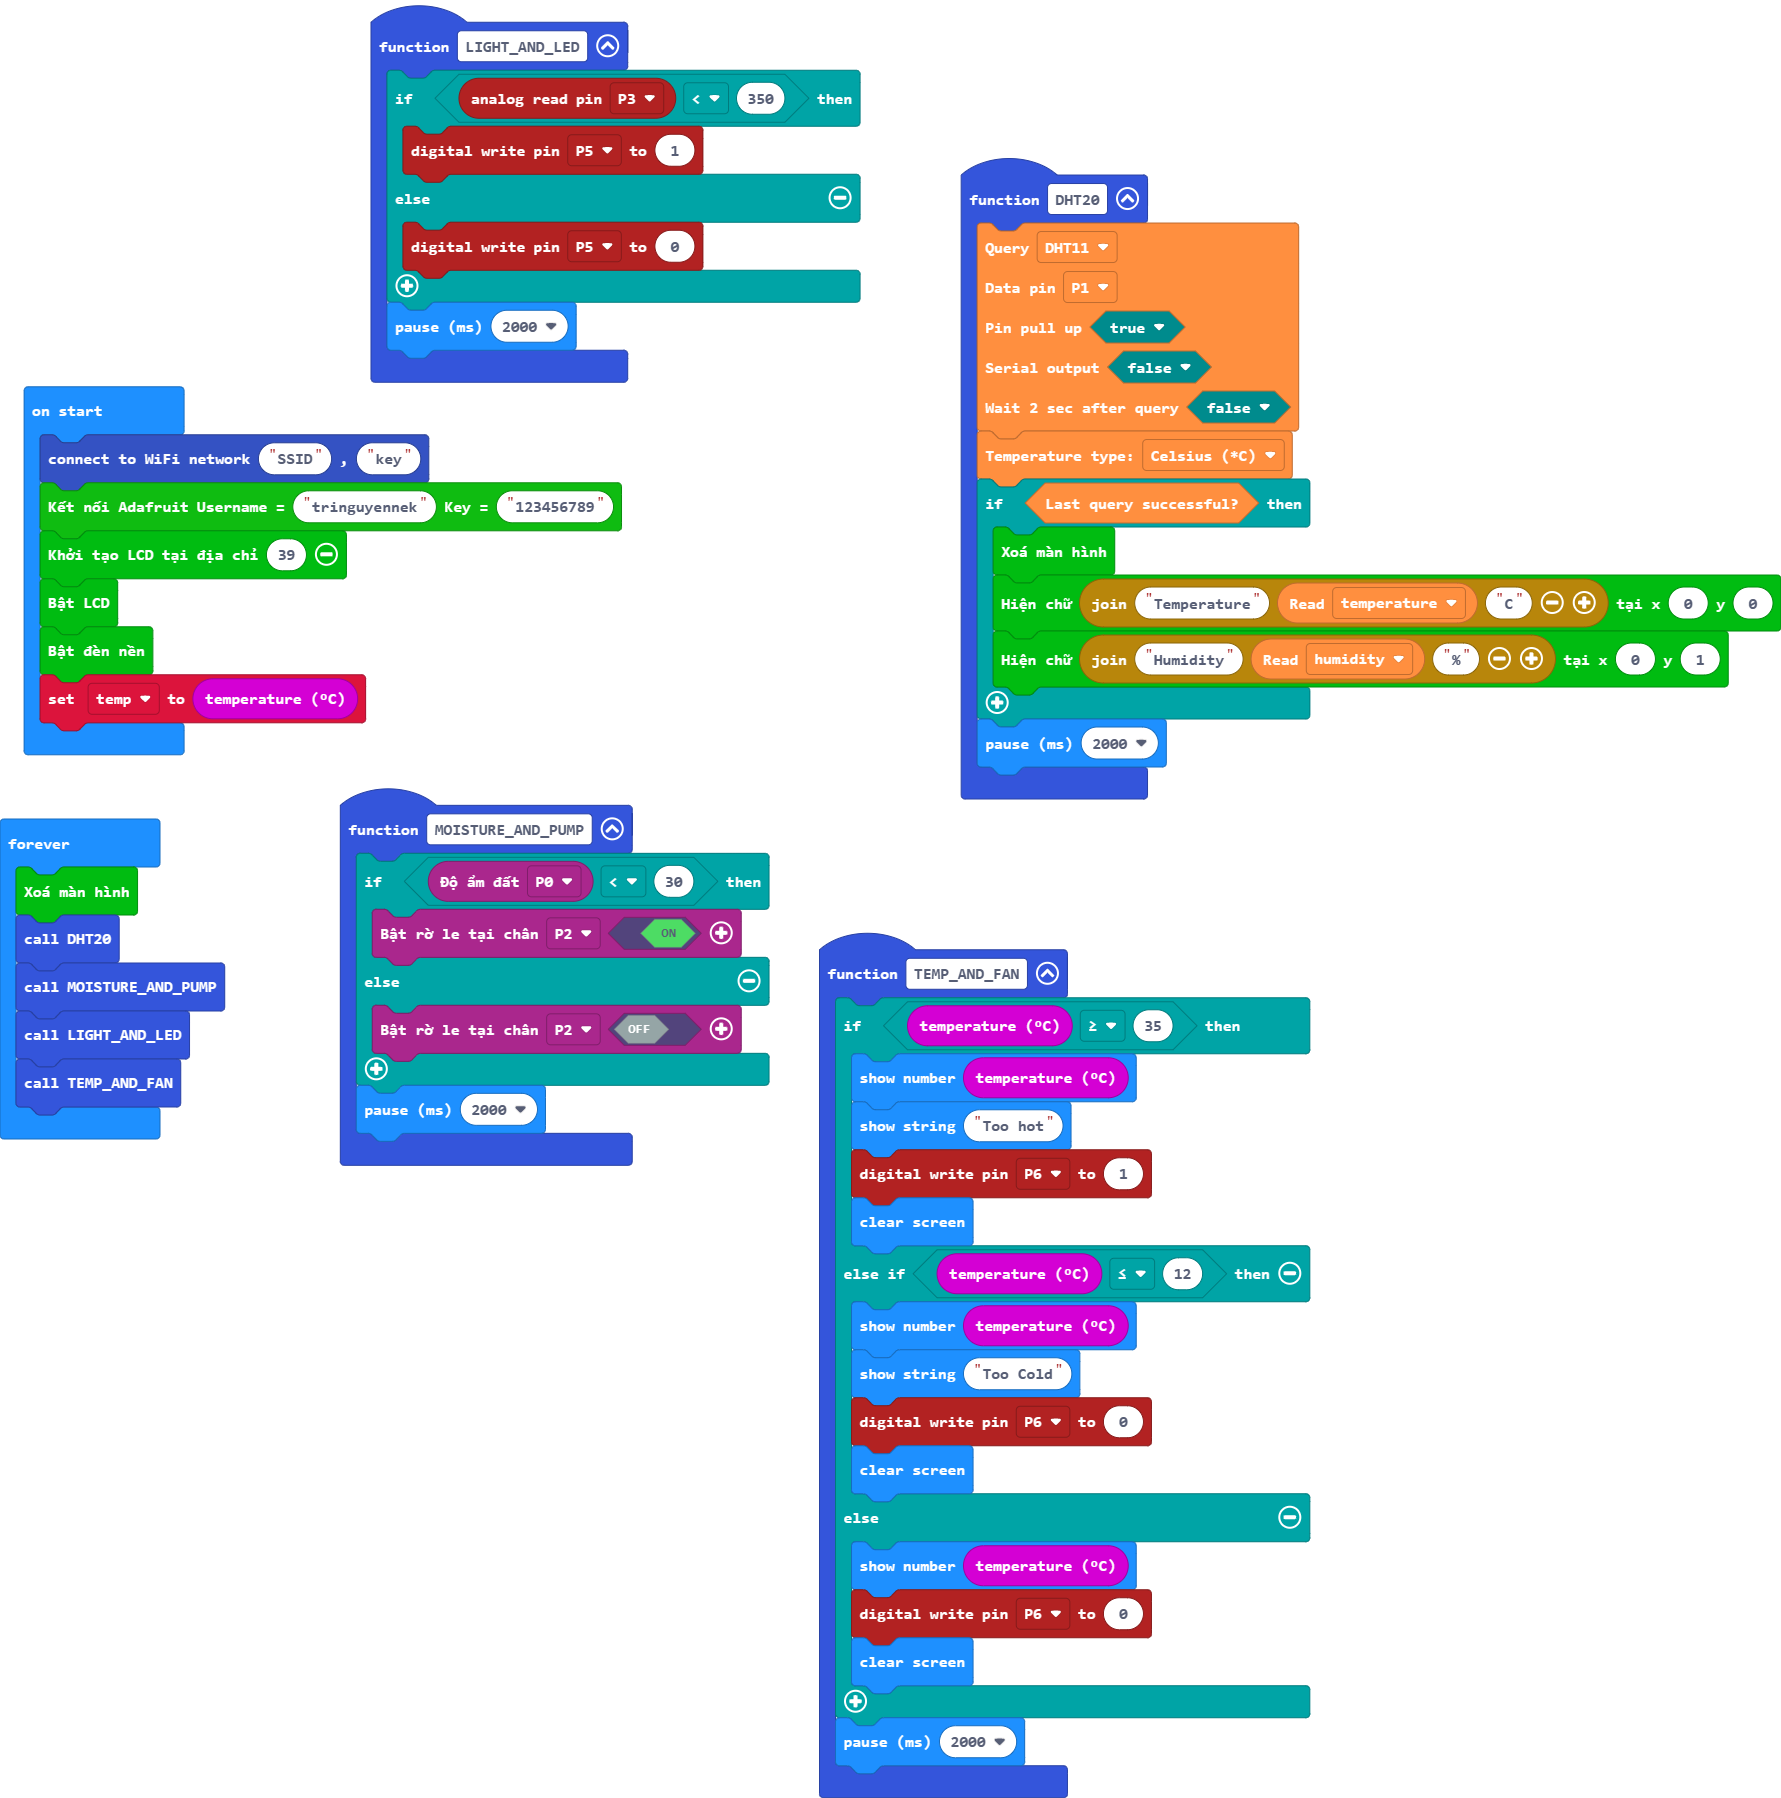 function LIGHT_AND_LED
if analog read pin P3 < 350 then
digital write pin P5 to 1
else
digital write pin P5 to 0
pause (ms) 2000
on start
connect to WiFi network "SSID" , "key"
Kết nối Adafruit Username = "tringuyennek" Key = "123456789"
Khởi tạo LCD tại địa chỉ 39
Bật LCD
Bật đèn nền
set temp to temperature (ºC)
function DHT20
Query DHT11
Data pin P1
Pin pull up true
Serial output false
Wait 2 sec after query false
Temperature type: Celsius (*C)
if Last query successful? then
Xoá màn hình
Hiện chữ join "Temperature" Read temperature "C" tại x 0 y 0
Hiện chữ join "Humidity" Read humidity "%" tại x 0 y 1
pause (ms) 2000
forever
Xoá màn hình
call DHT20
call MOISTURE_AND_PUMP
call LIGHT_AND_LED
call TEMP_AND_FAN
function MOISTURE_AND_PUMP
if Độ ẩm đất P0 < 30 then
Bật rờ le tại chân P2 ON
else
Bật rờ le tại chân P2 OFF
pause (ms) 2000
function TEMP_AND_FAN
if temperature (ºC) ≥ 35 then
show number temperature (ºC)
show string "Too hot"
digital write pin P6 to 1
clear screen
else if temperature (ºC) ≤ 12 then
show number temperature (ºC)
show string "Too Cold"
digital write pin P6 to 0
clear screen
else
show number temperature (ºC)
digital write pin P6 to 0
clear screen
pause (ms) 2000